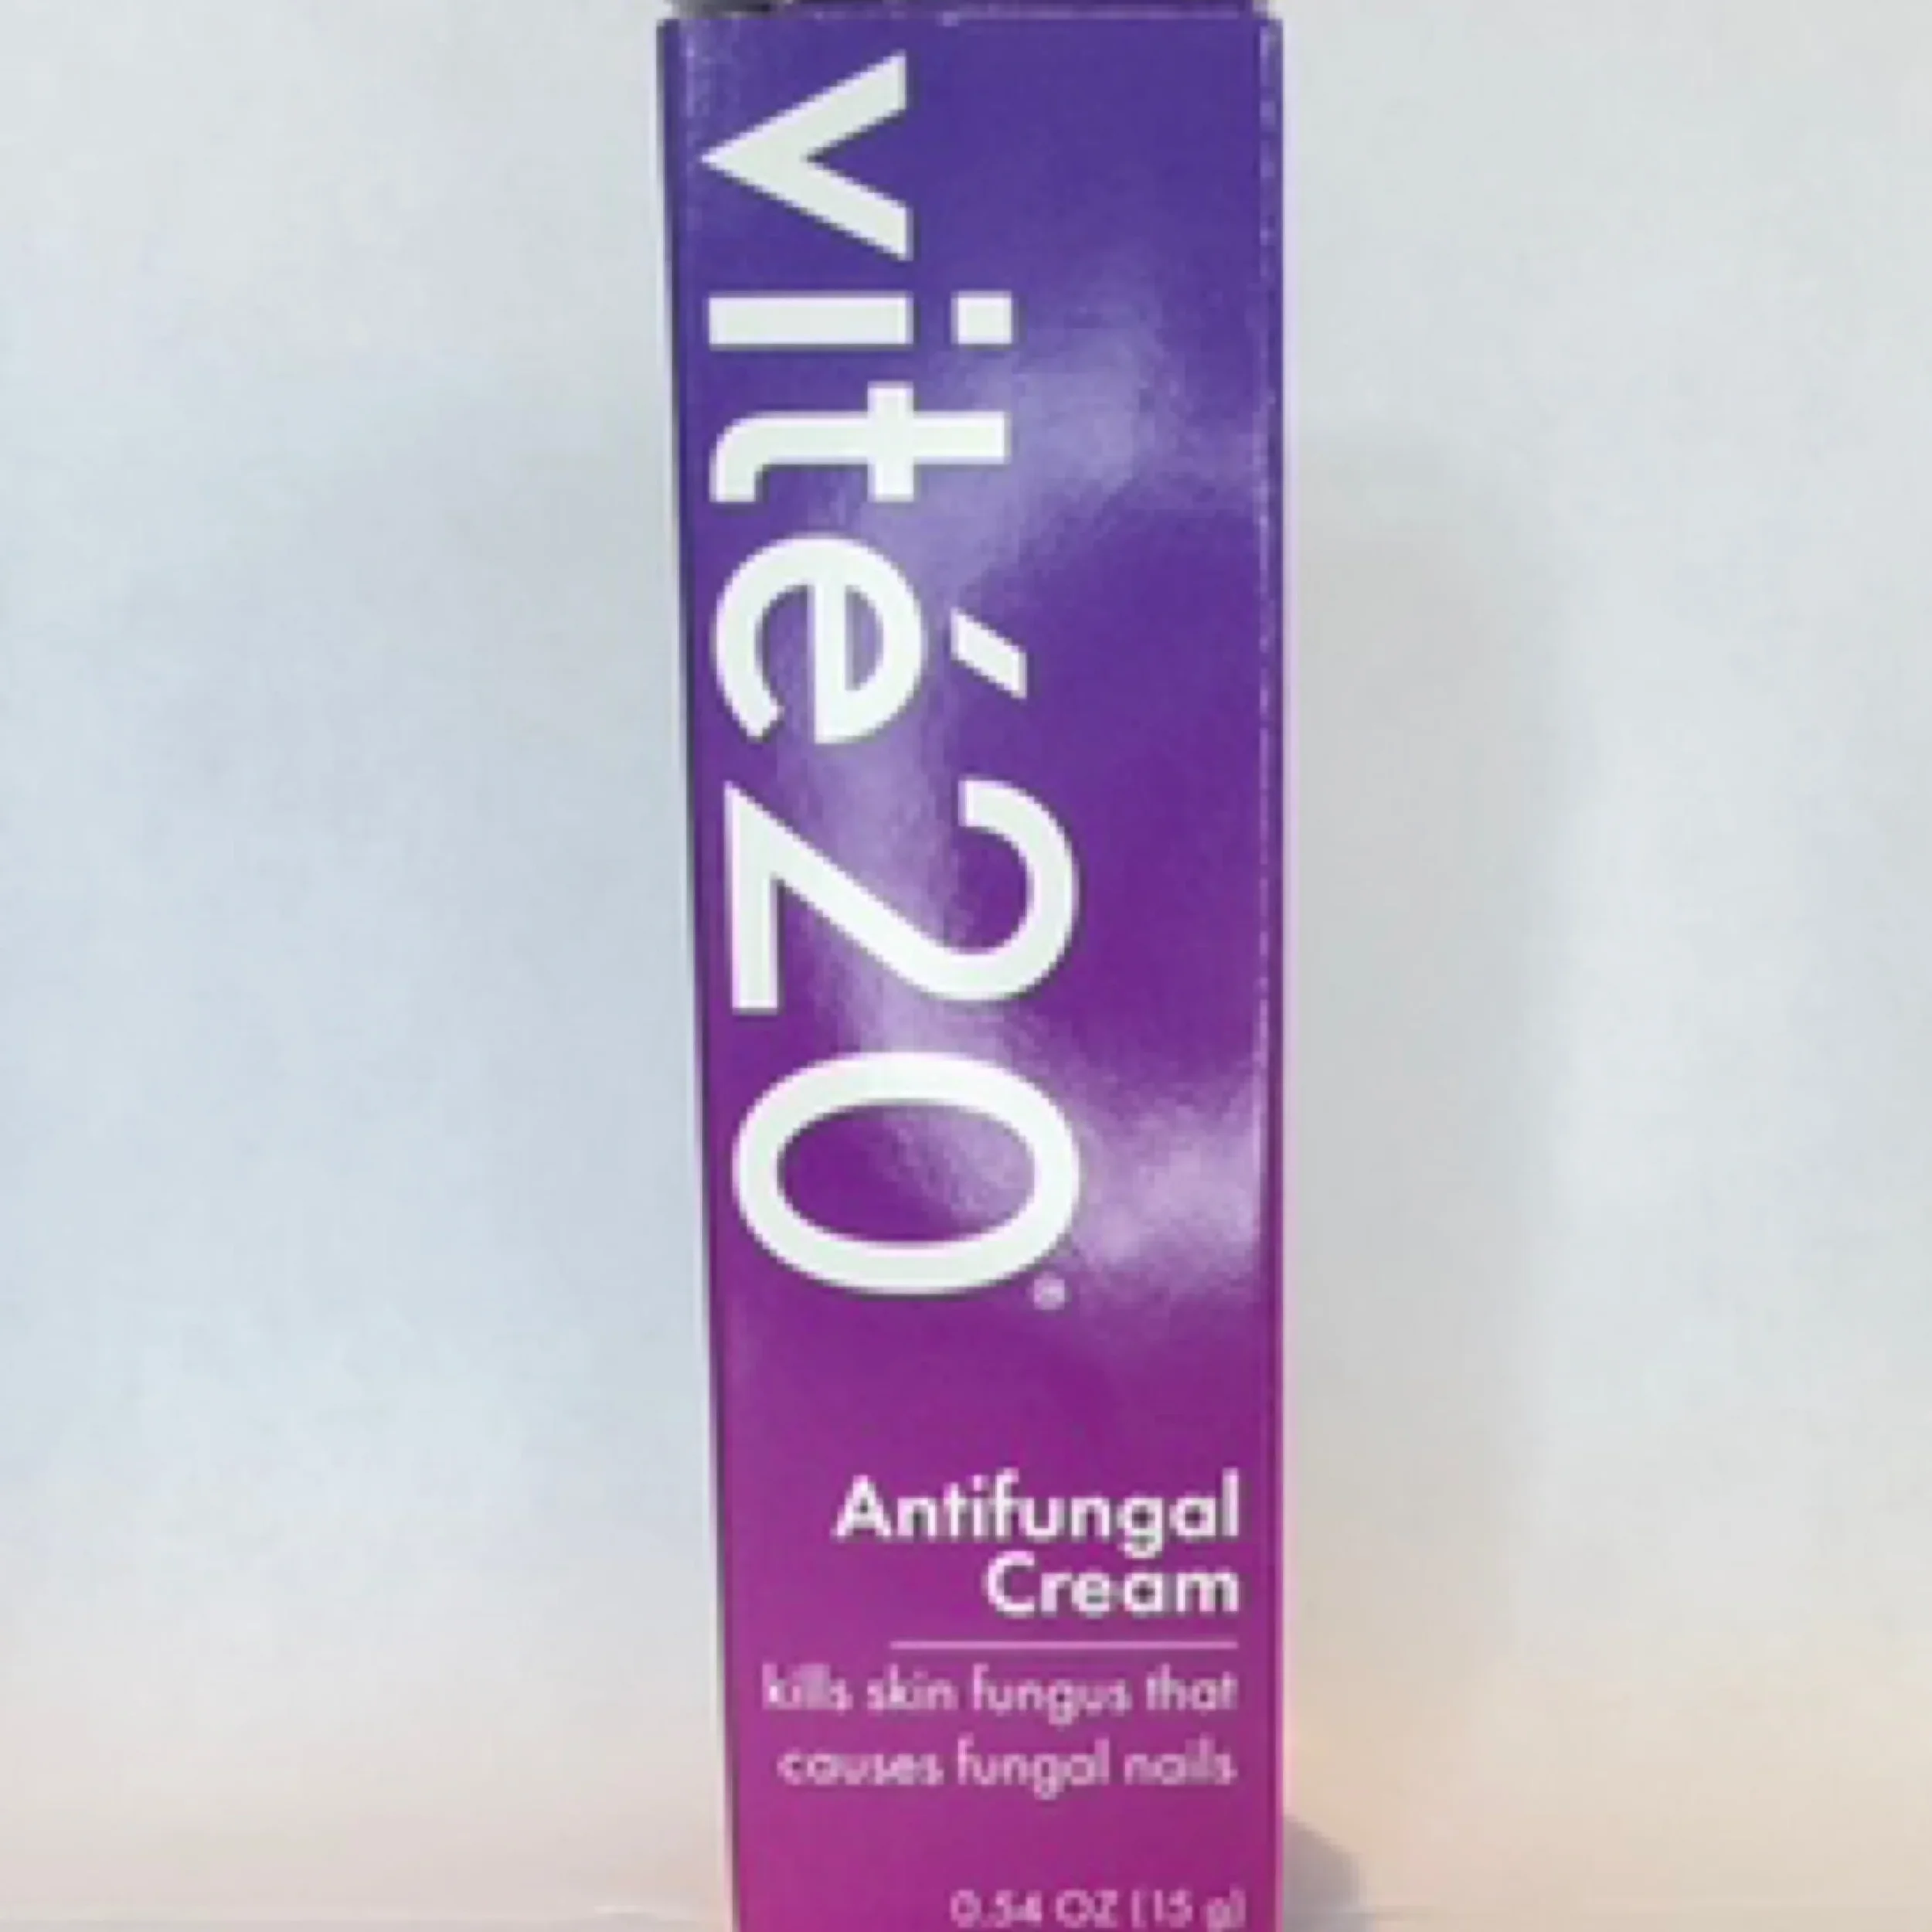 vité20®
Antifungal
Cream
kills skin fungus that
causes fungal nails
0.54 OZ (15 g)